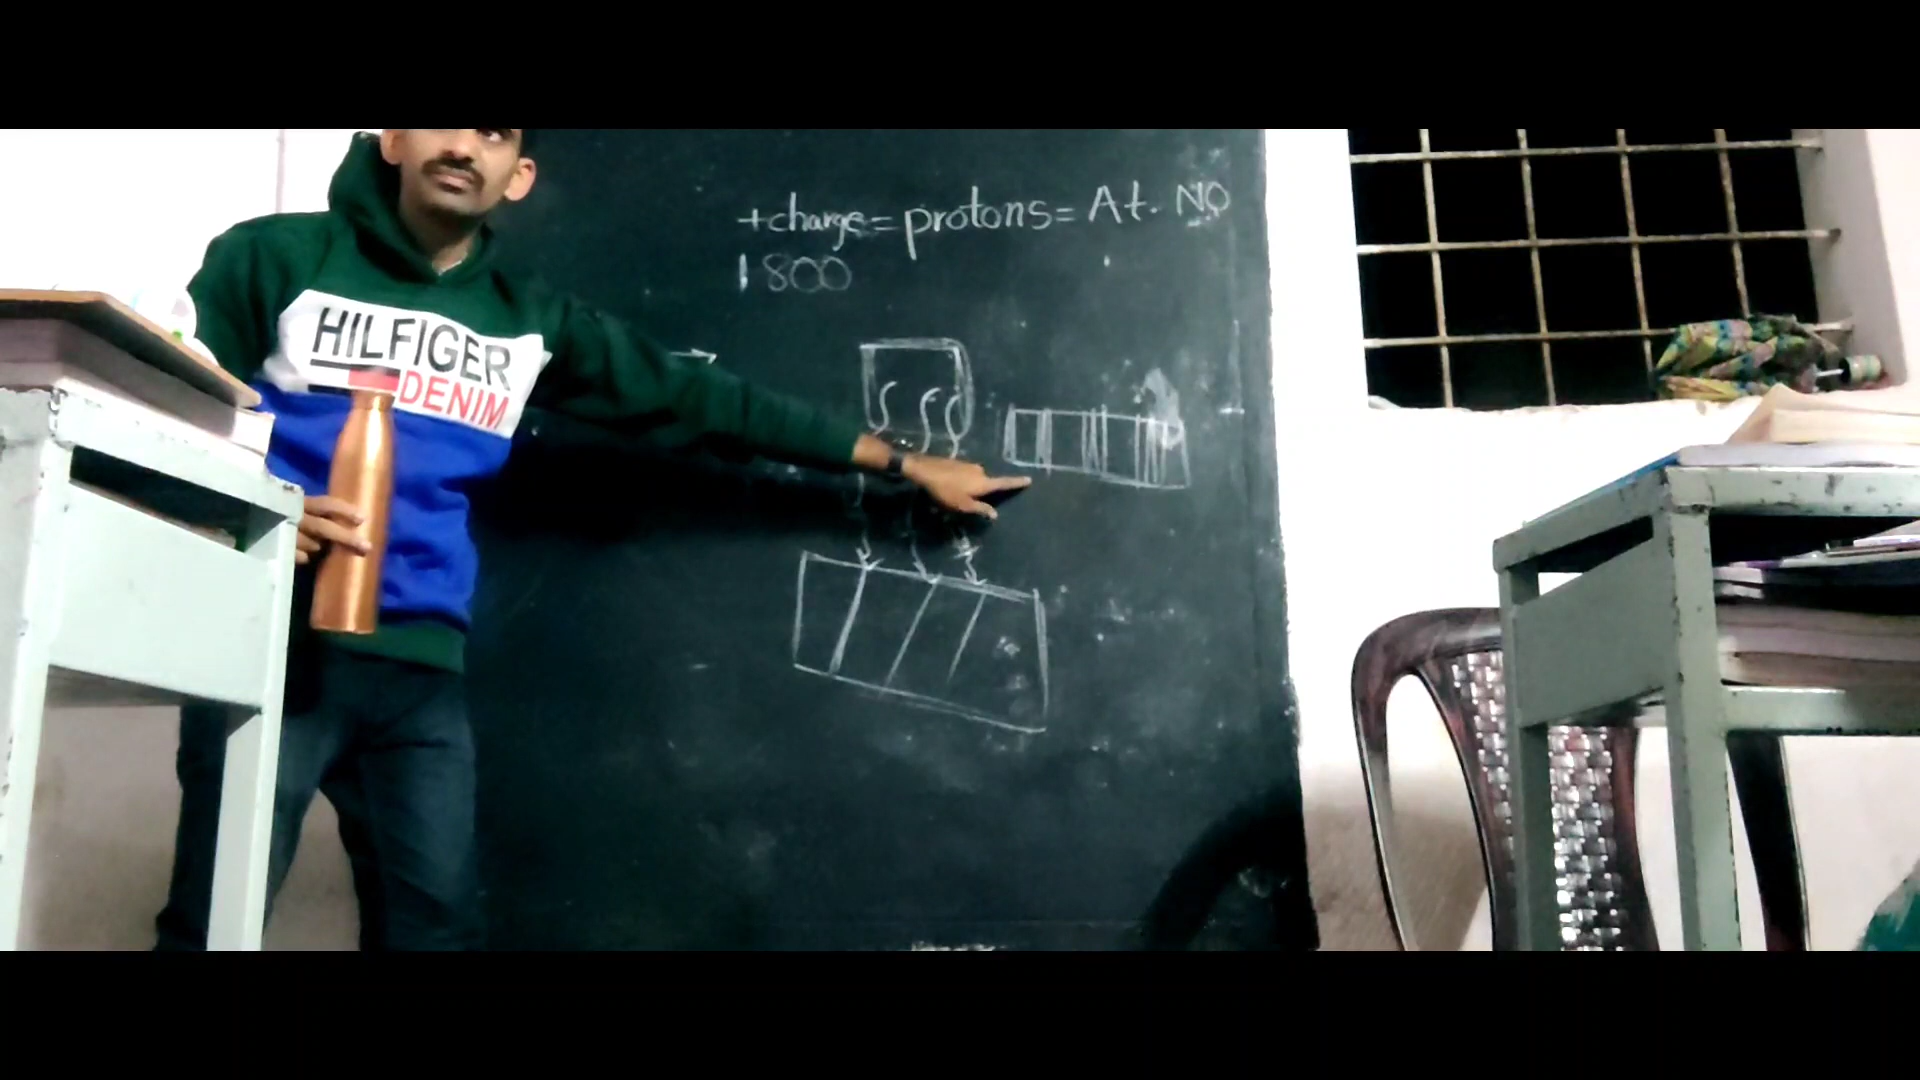 +charge = protons = At. NO
1800
HILFIGER
DENIM